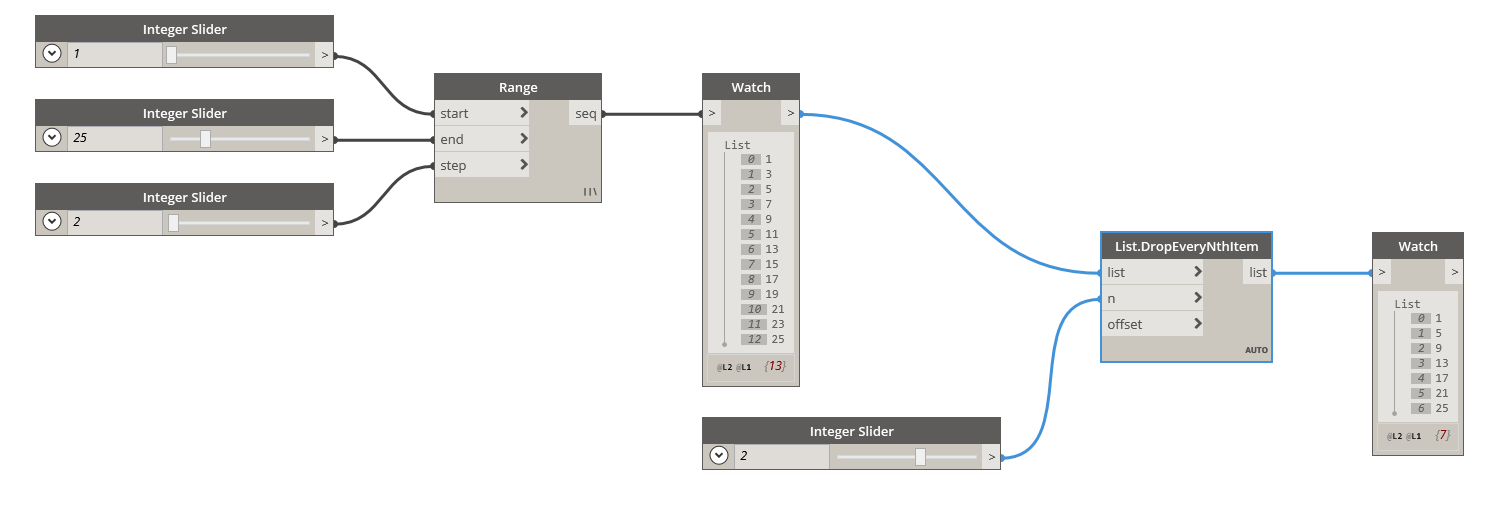 Integer Slider
1 >
Integer Slider
25 >
Integer Slider
2 >
Range
start > seq
end >
step >
Watch
> >
List
0 1
1 3
2 5
3 7
4 9
5 11
6 13
7 15
8 17
9 19
10 21
11 23
12 25
@L2 @L1 {13}
Integer Slider
2 >
List.DropEveryNthItem
list > list
n >
offset >
AUTO
Watch
> >
List
0 1
1 5
2 9
3 13
4 17
5 21
6 25
@L2 @L1 {7}